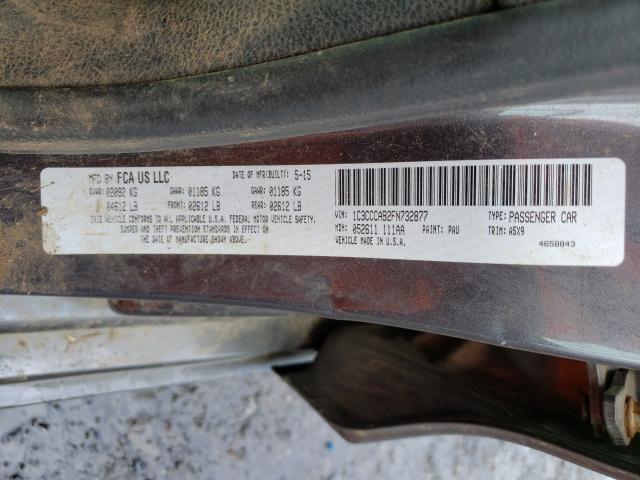 MFD BY FCA US LLC DATE OF MFR(BUILT): 5-15
GVWR: 02092 KG GAWR: 01185 KG GAWR: 01185 KG
04612 LB FRONT: 02612 LB REAR: 02612 LB
THIS VEHICLE CONFORMS TO ALL APPLICABLE U.S.A. FEDERAL MOTOR VEHICLE SAFETY,
BUMPER AND THEFT PREVENTION STANDARDS IN EFFECT ON
THE DATE OF MANUFACTURE SHOWN ABOVE.
VIN: 1C3CCCAB2FN732877 TYPE: PASSENGER CAR
MDH: 052611 111AA PAINT: PAU TRIM: A5X9
VEHICLE MADE IN U.S.A. 4658843